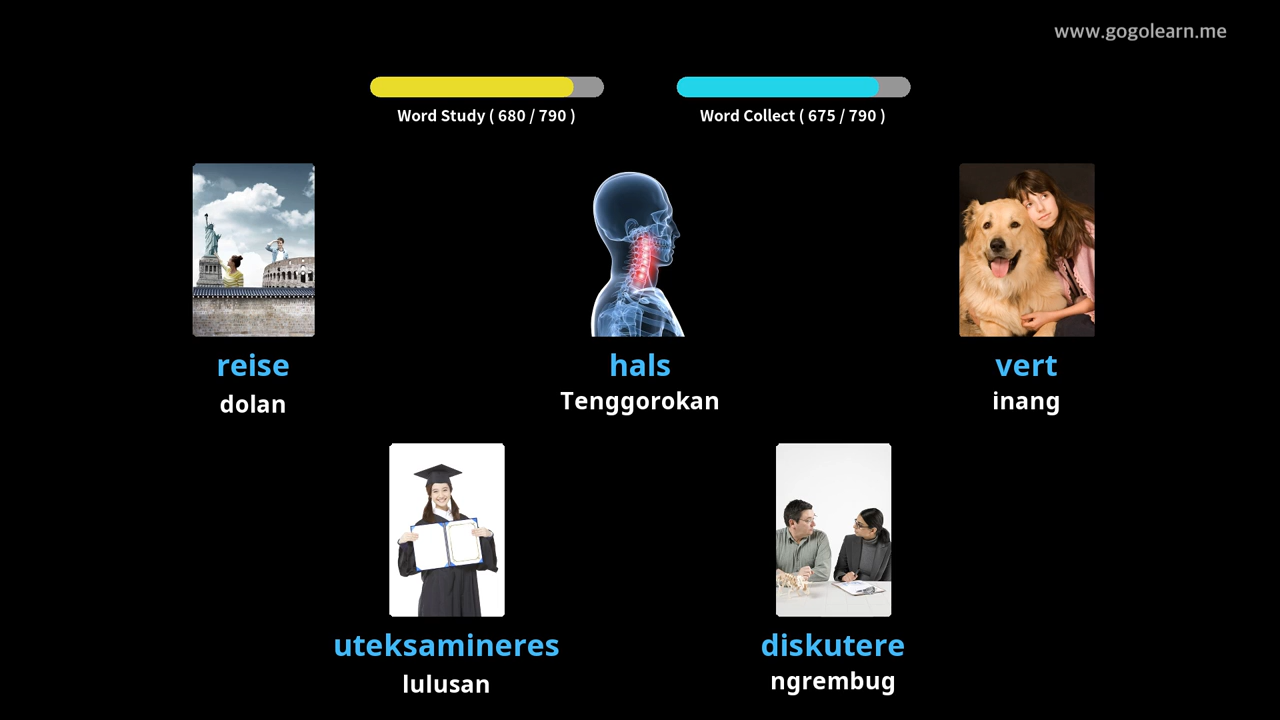 www.gogolearn.me
Word Study ( 680 / 790 )
Word Collect ( 675 / 790 )
reise
dolan
hals
Tenggorokan
vert
inang
uteksamineres
lulusan
diskutere
ngrembug